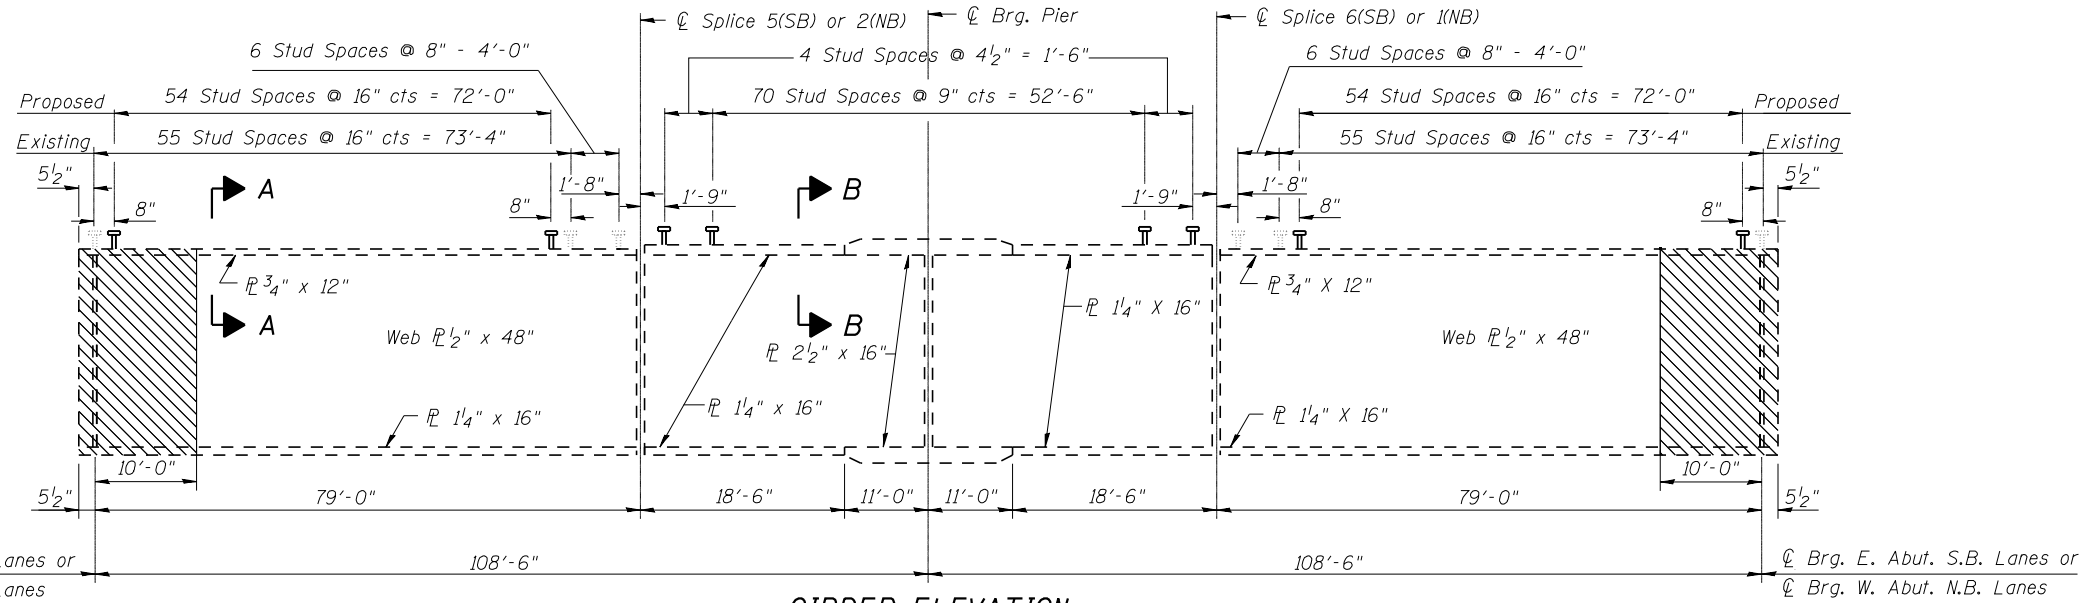 ℄ Splice 5(SB) or 2(NB)
℄ Brg. Pier
℄ Splice 6(SB) or 1(NB)
6 Stud Spaces @ 8" - 4'-0"
4 Stud Spaces @ 4½" = 1'-6"
6 Stud Spaces @ 8" - 4'-0"
Proposed
54 Stud Spaces @ 16" cts = 72'-0"
70 Stud Spaces @ 9" cts = 52'-6"
54 Stud Spaces @ 16" cts = 72'-0"
Proposed
Existing
55 Stud Spaces @ 16" cts = 73'-4"
55 Stud Spaces @ 16" cts = 73'-4"
Existing
5½"
A
1'-8"
B
1'-8"
5½"
8"
8"
1'-9"
1'-9"
8"
8"
℄ ¾" x 12"
℄ ¾" X 12"
A
B
℄ 1¼" X 16"
Web ℄ ½" x 48"
℄ 2½" x 16"
Web ℄ ½" x 48"
℄ 1¼" x 16"
℄ 1¼" x 16"
℄ 1¼" X 16"
10'-0"
10'-0"
5½"
79'-0"
18'-6"
11'-0"
11'-0"
18'-6"
79'-0"
5½"
anes or
108'-6"
108'-6"
℄ Brg. E. Abut. S.B. Lanes or
anes
℄ Brg. W. Abut. N.B. Lanes
GIRDER ELEVATION